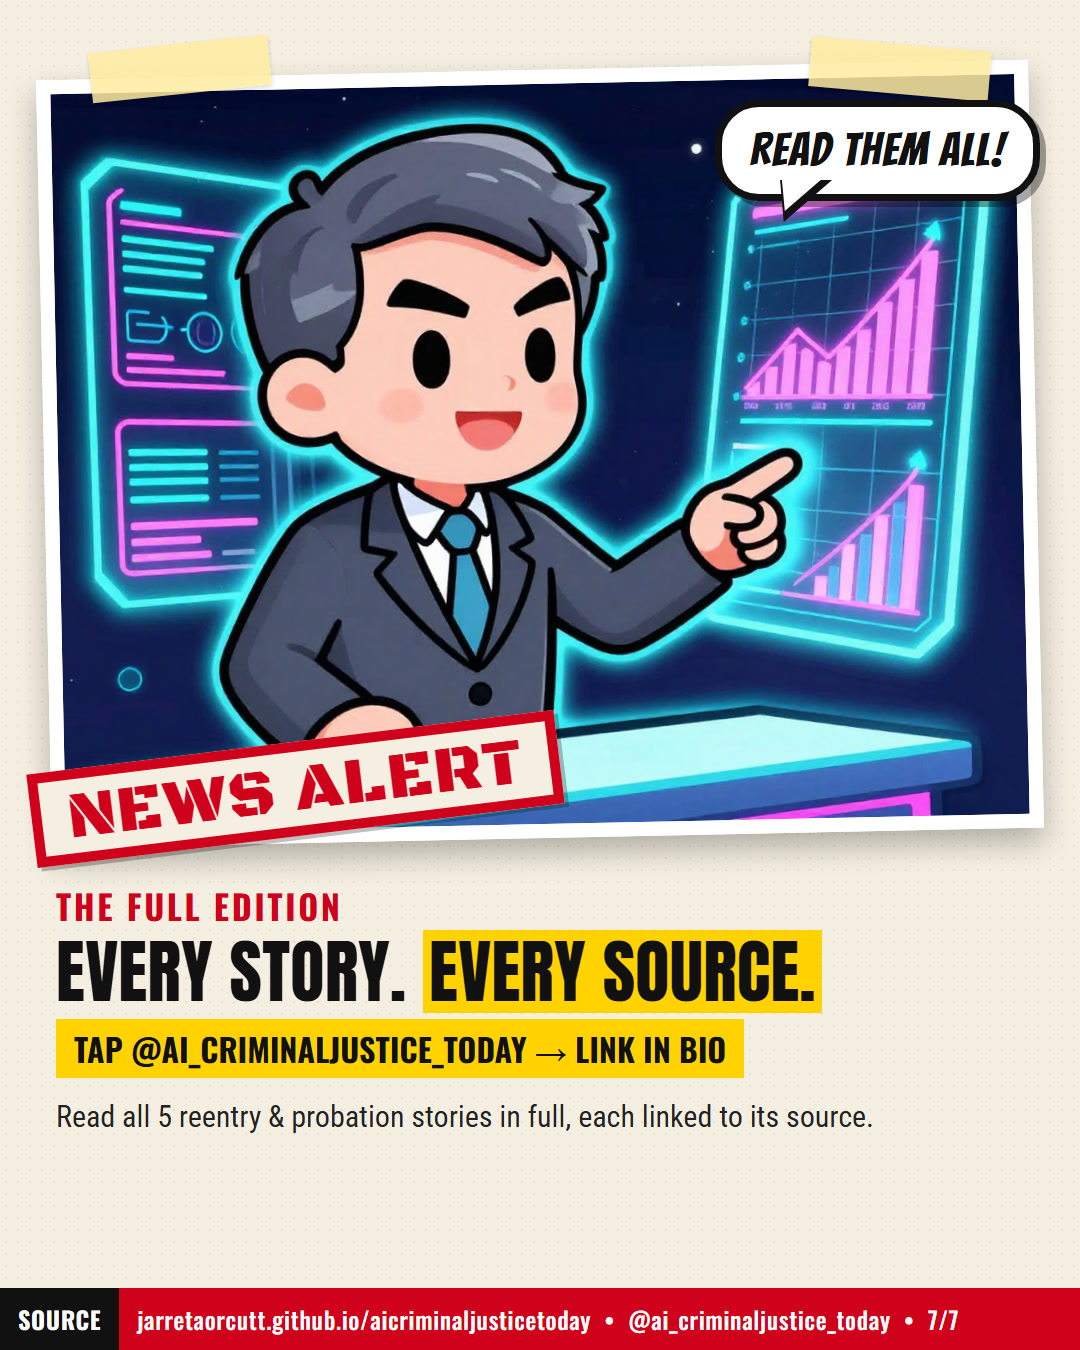 READ THEM ALL!
NEWS ALERT
THE FULL EDITION
EVERY STORY. EVERY SOURCE.
TAP @AI_CRIMINALJUSTICE_TODAY → LINK IN BIO
Read all 5 reentry & probation stories in full, each linked to its source.
SOURCE jarretaorcutt.github.io/aicriminaljusticetoday • @ai_criminaljustice_today • 7/7